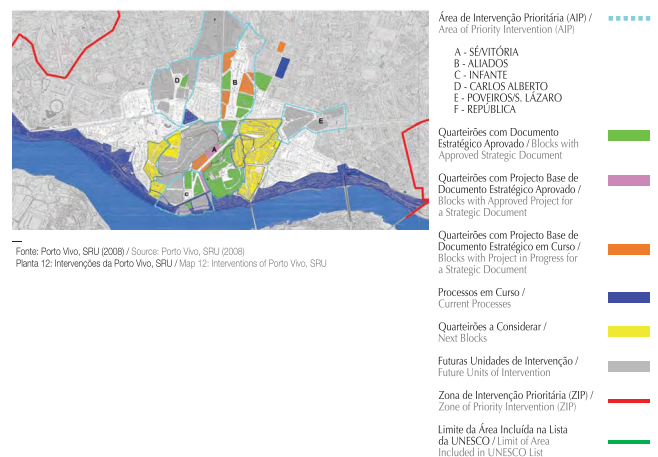 F
D
B
E
A
C
Fonte: Porto Vivo, SRU (2008) / Source: Porto Vivo, SRU (2008)
Planta 12: Intervenções da Porto Vivo, SRU / Map 12: Interventions of Porto Vivo, SRU
Área de Intervenção Prioritária (AIP) /
Area of Priority Intervention (AIP)
A - SÉ/VITÓRIA
B - ALIADOS
C - INFANTE
D - CARLOS ALBERTO
E - POVEIROS/S. LÁZARO
F - REPÚBLICA
Quarteirões com Documento
Estratégico Aprovado / Blocks with
Approved Strategic Document
Quarteirões com Projecto Base de
Documento Estratégico Aprovado /
Blocks with Approved Project for
a Strategic Document
Quarteirões com Projecto Base de
Documento Estratégico em Curso /
Blocks with Project in Progress for
a Strategic Document
Processos em Curso /
Current Processes
Quarteirões a Considerar /
Next Blocks
Futuras Unidades de Intervenção /
Future Units of Intervention
Zona de Intervenção Prioritária (ZIP) /
Zone of Priority Intervention (ZIP)
Limite da Área Incluída na Lista
da UNESCO / Limit of Area
Included in UNESCO List